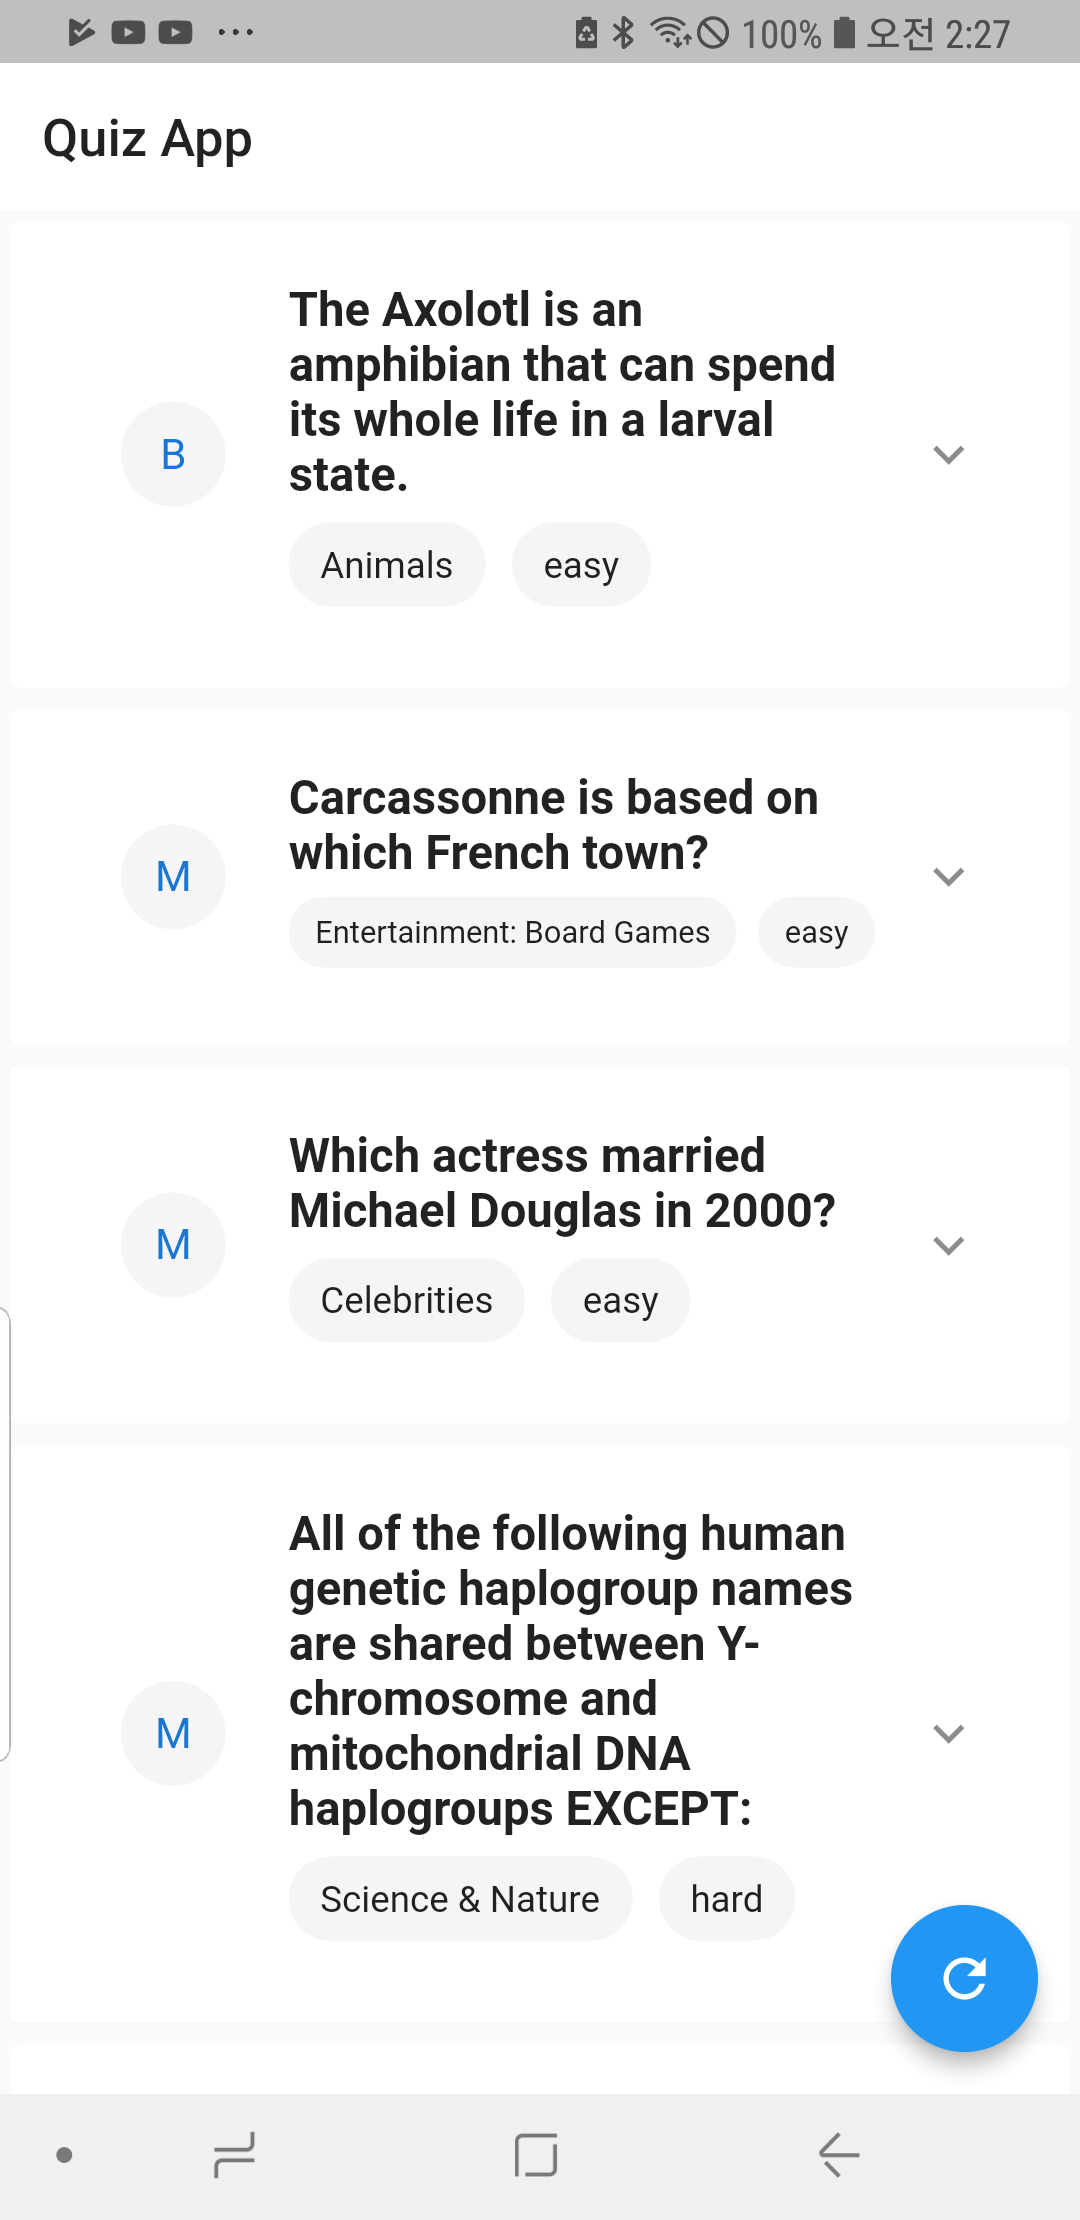 100% 오전 2:27
Quiz App
The Axolotl is an
amphibian that can spend
its whole life in a larval
state.
B
Animals easy
Carcassonne is based on
which French town?
M
Entertainment: Board Games easy
Which actress married
Michael Douglas in 2000?
M
Celebrities easy
All of the following human
genetic haplogroup names
are shared between Y-
chromosome and
mitochondrial DNA
haplogroups EXCEPT:
M
Science & Nature hard